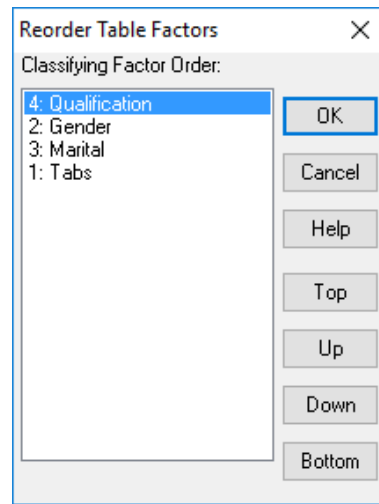 Reorder Table Factors
Classifying Factor Order:
4: Qualification
2: Gender
3: Marital
1: Tabs
OK
Cancel
Help
Top
Up
Down
Bottom